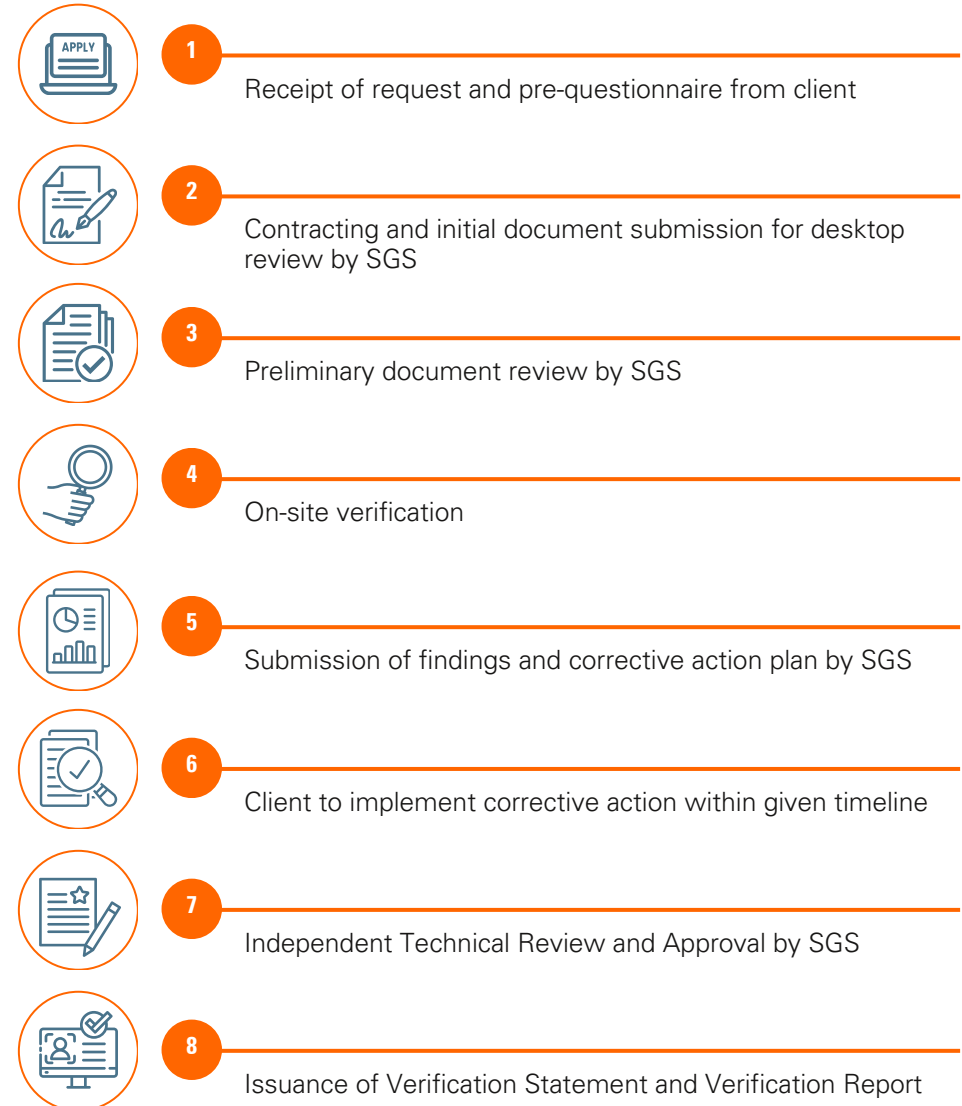 APPLY
1
Receipt of request and pre-questionnaire from client
2
Contracting and initial document submission for desktop
review by SGS
3
Preliminary document review by SGS
4
On-site verification
5
Submission of findings and corrective action plan by SGS
6
Client to implement corrective action within given timeline
7
Independent Technical Review and Approval by SGS
8
Issuance of Verification Statement and Verification Report